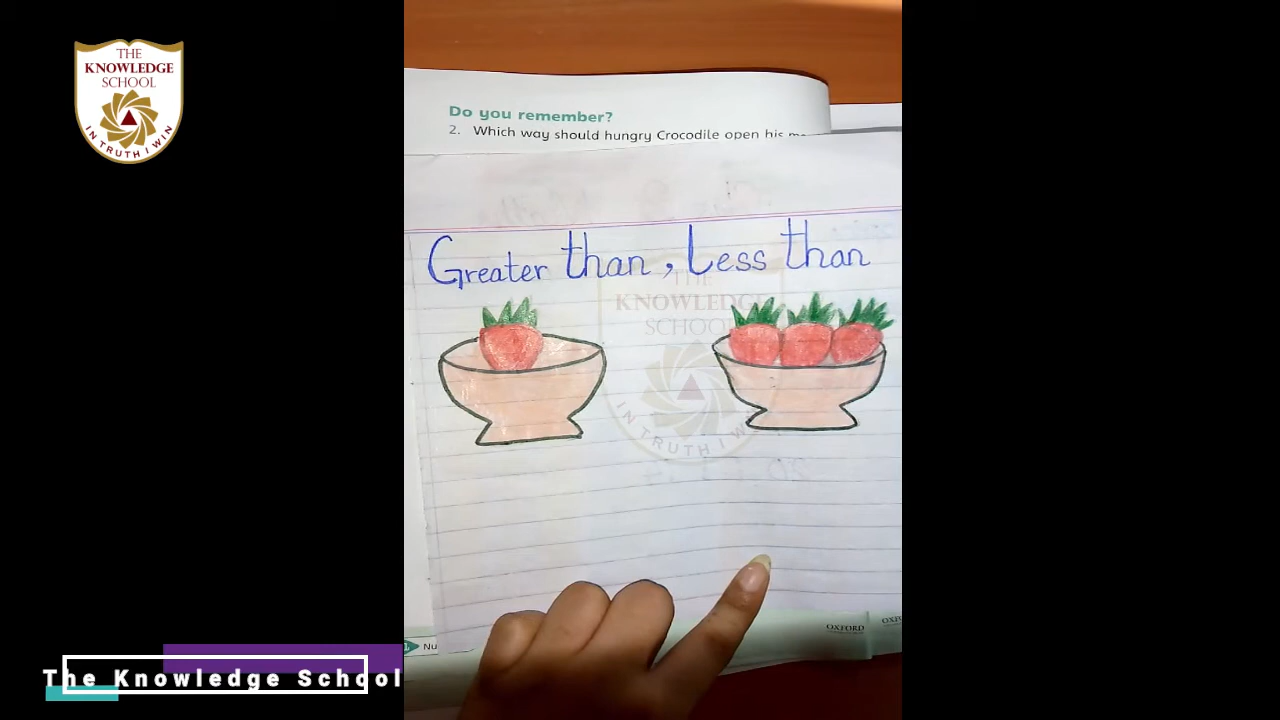 THE
KNOWLEDGE
SCHOOL
IN TRUTH I WIN
Do you remember?
2. Which way should hungry Crocodile open his
Greater than, Less than
THE
KNOWLEDGE
SCHOOL
IN TRUTH I WIN
OXFORD
Nu
The Knowledge School